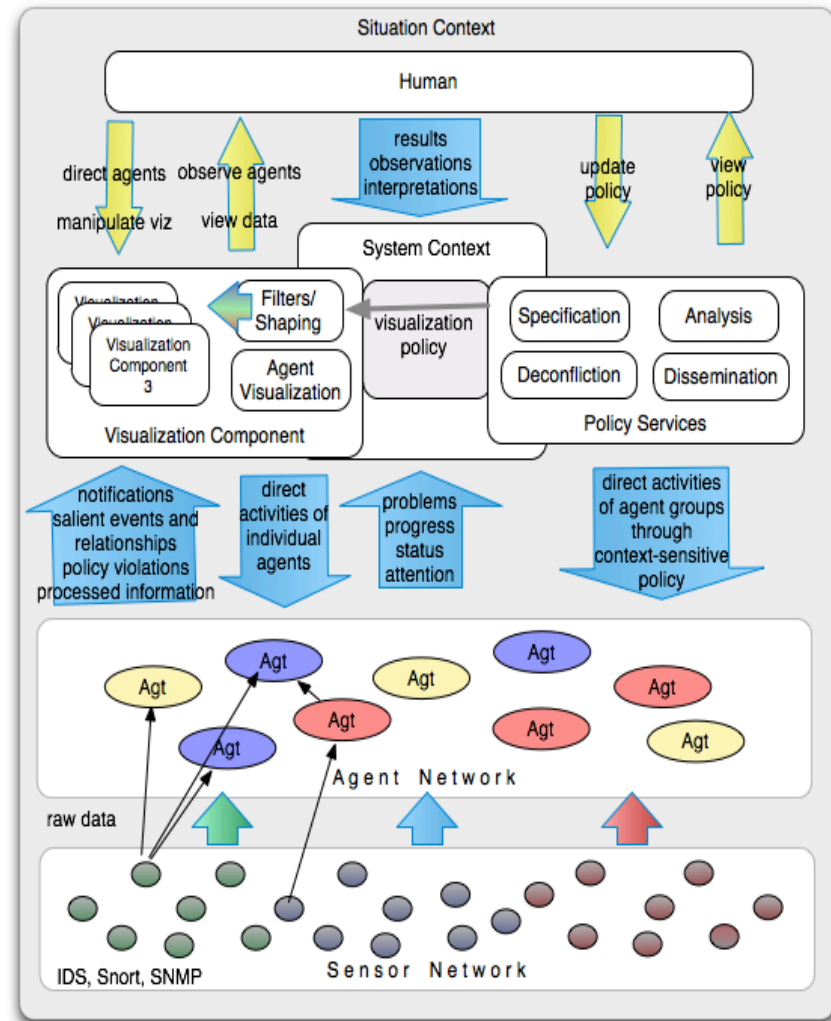 Situation Context
Human
direct agents
manipulate viz
observe agents
view data
results
observations
interpretations
update
policy
view
policy
System Context
Visualization
Visualization
Visualization
Component
3
Filters/
Shaping
Agent
Visualization
Visualization Component
visualization
policy
Specification
Analysis
Deconfliction
Dissemination
Policy Services
notifications
salient events and
relationships
policy violations
processed information
direct
activities of
individual
agents
problems
progress
status
attention
direct activities
of agent groups
through
context-sensitive
policy
Agt
Agt
Agt
Agt
Agt
Agt
Agt
Agt
Agt
Agent Network
raw data
IDS, Snort, SNMP
Sensor Network